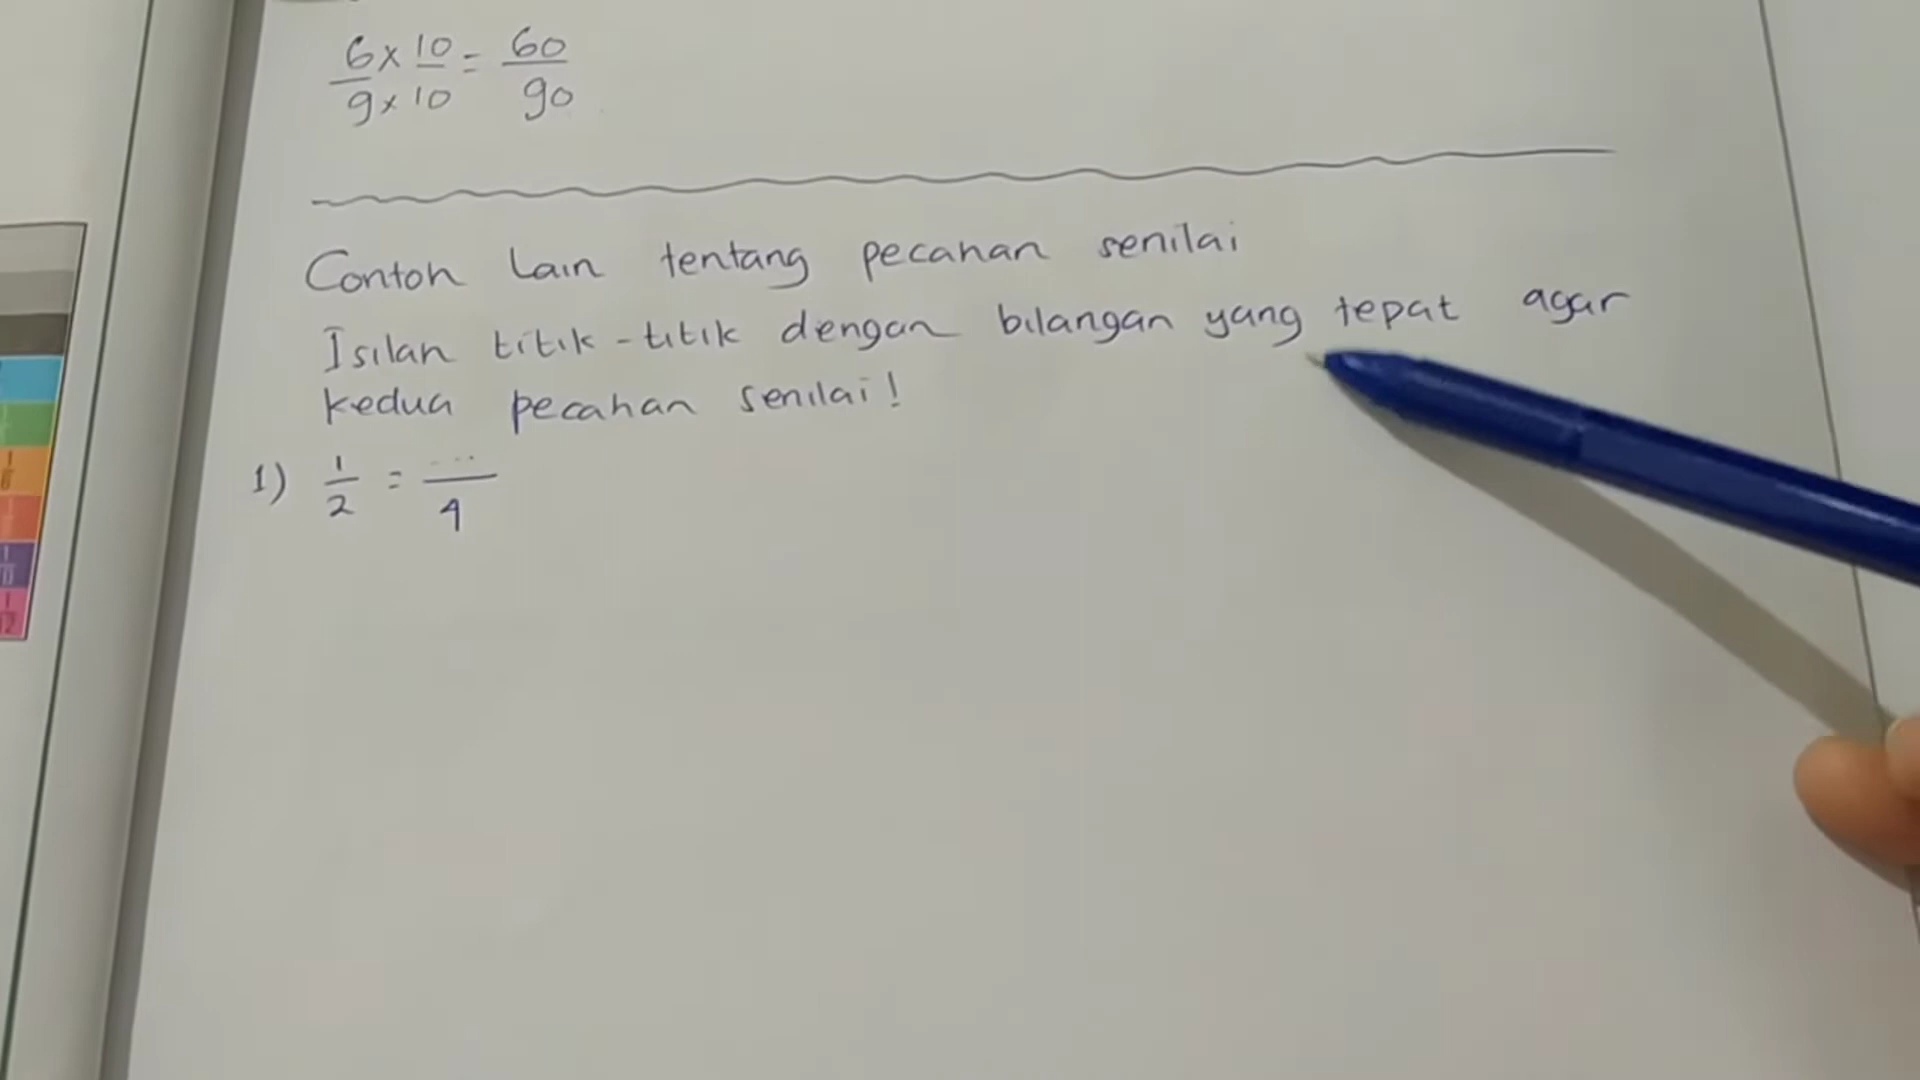 6 x 10 = 60
9 x 10 90
Contoh lain tentang pecahan senilai
Isilah titik-titik dengan bilangan yang tepat agar
kedua pecahan senilai!
1) 1/2 = .../4